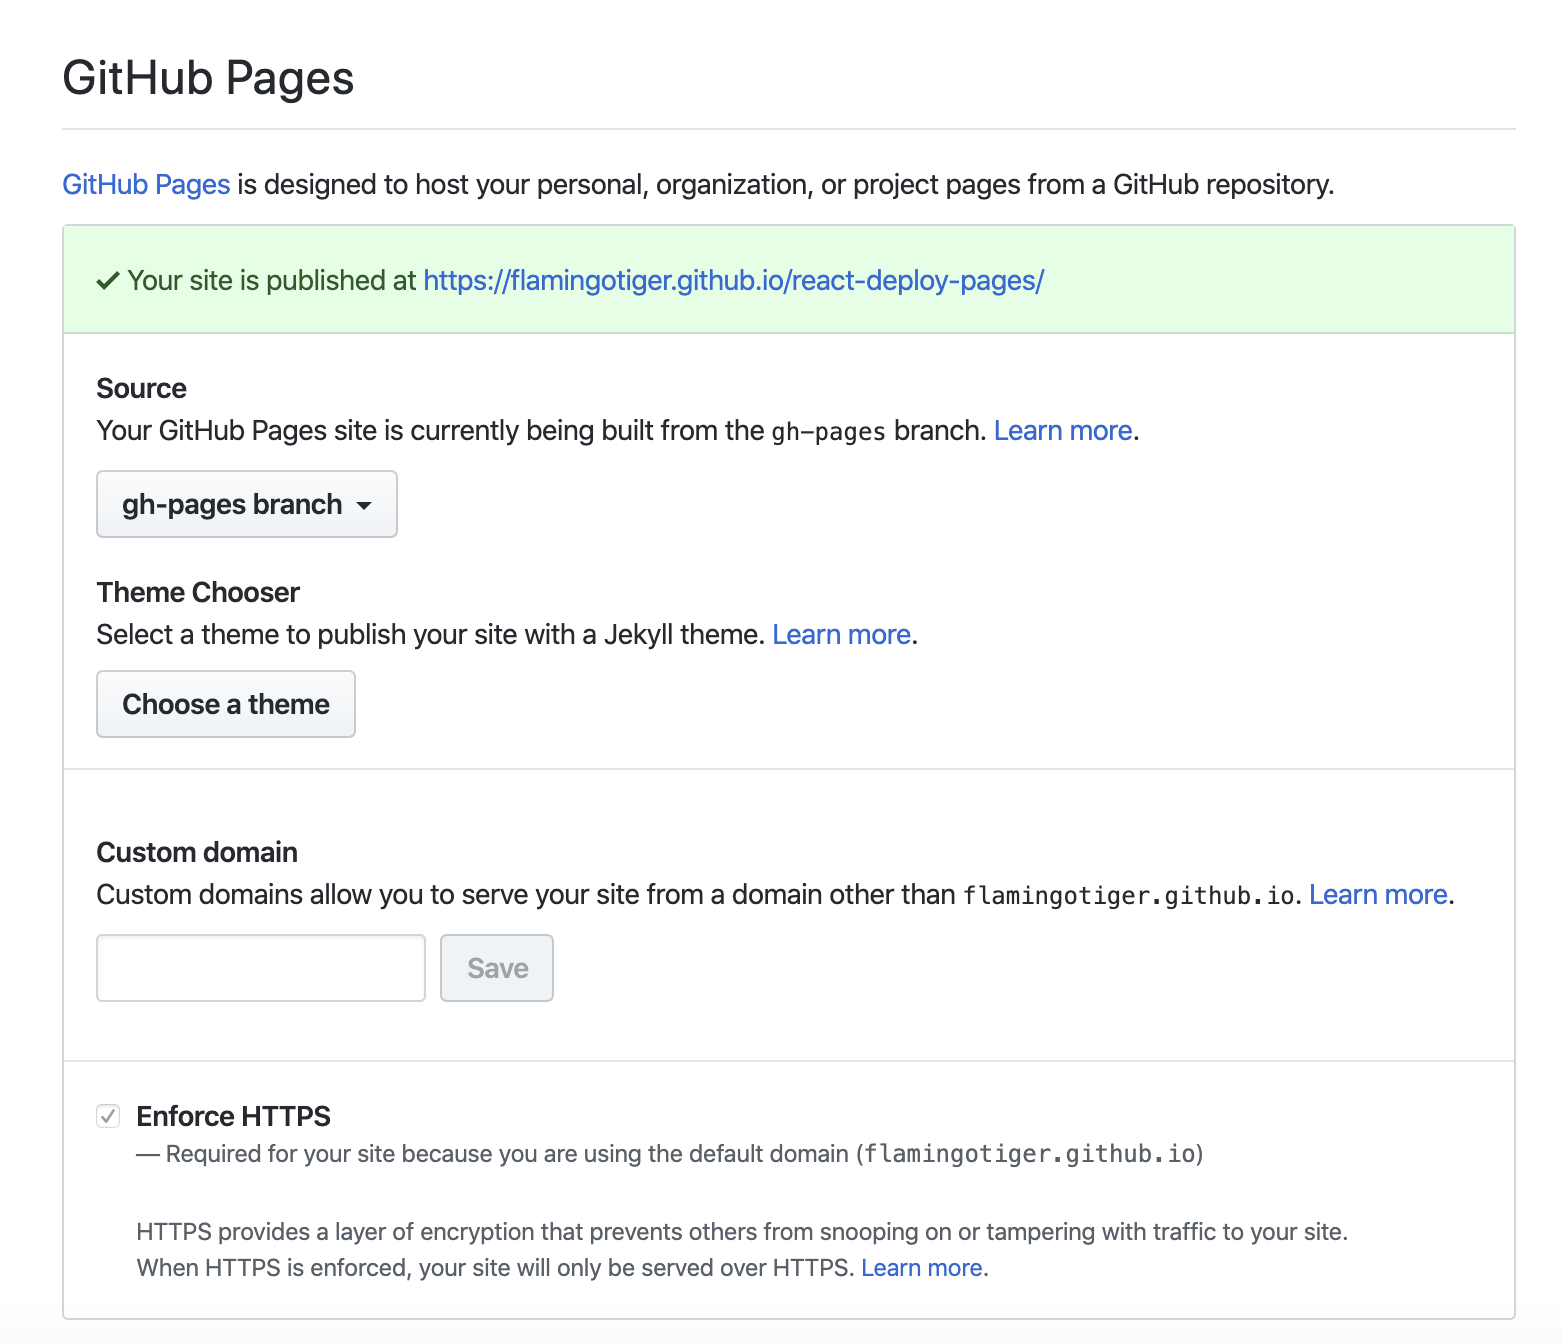 GitHub Pages
GitHub Pages is designed to host your personal, organization, or project pages from a GitHub repository.
Your site is published at https://flamingotiger.github.io/react-deploy-pages/
Source
Your GitHub Pages site is currently being built from the gh-pages branch. Learn more.
gh-pages branch
Theme Chooser
Select a theme to publish your site with a Jekyll theme. Learn more.
Choose a theme
Custom domain
Custom domains allow you to serve your site from a domain other than flamingotiger.github.io. Learn more.
Save
Enforce HTTPS
— Required for your site because you are using the default domain (flamingotiger.github.io)
HTTPS provides a layer of encryption that prevents others from snooping on or tampering with traffic to your site.
When HTTPS is enforced, your site will only be served over HTTPS. Learn more.